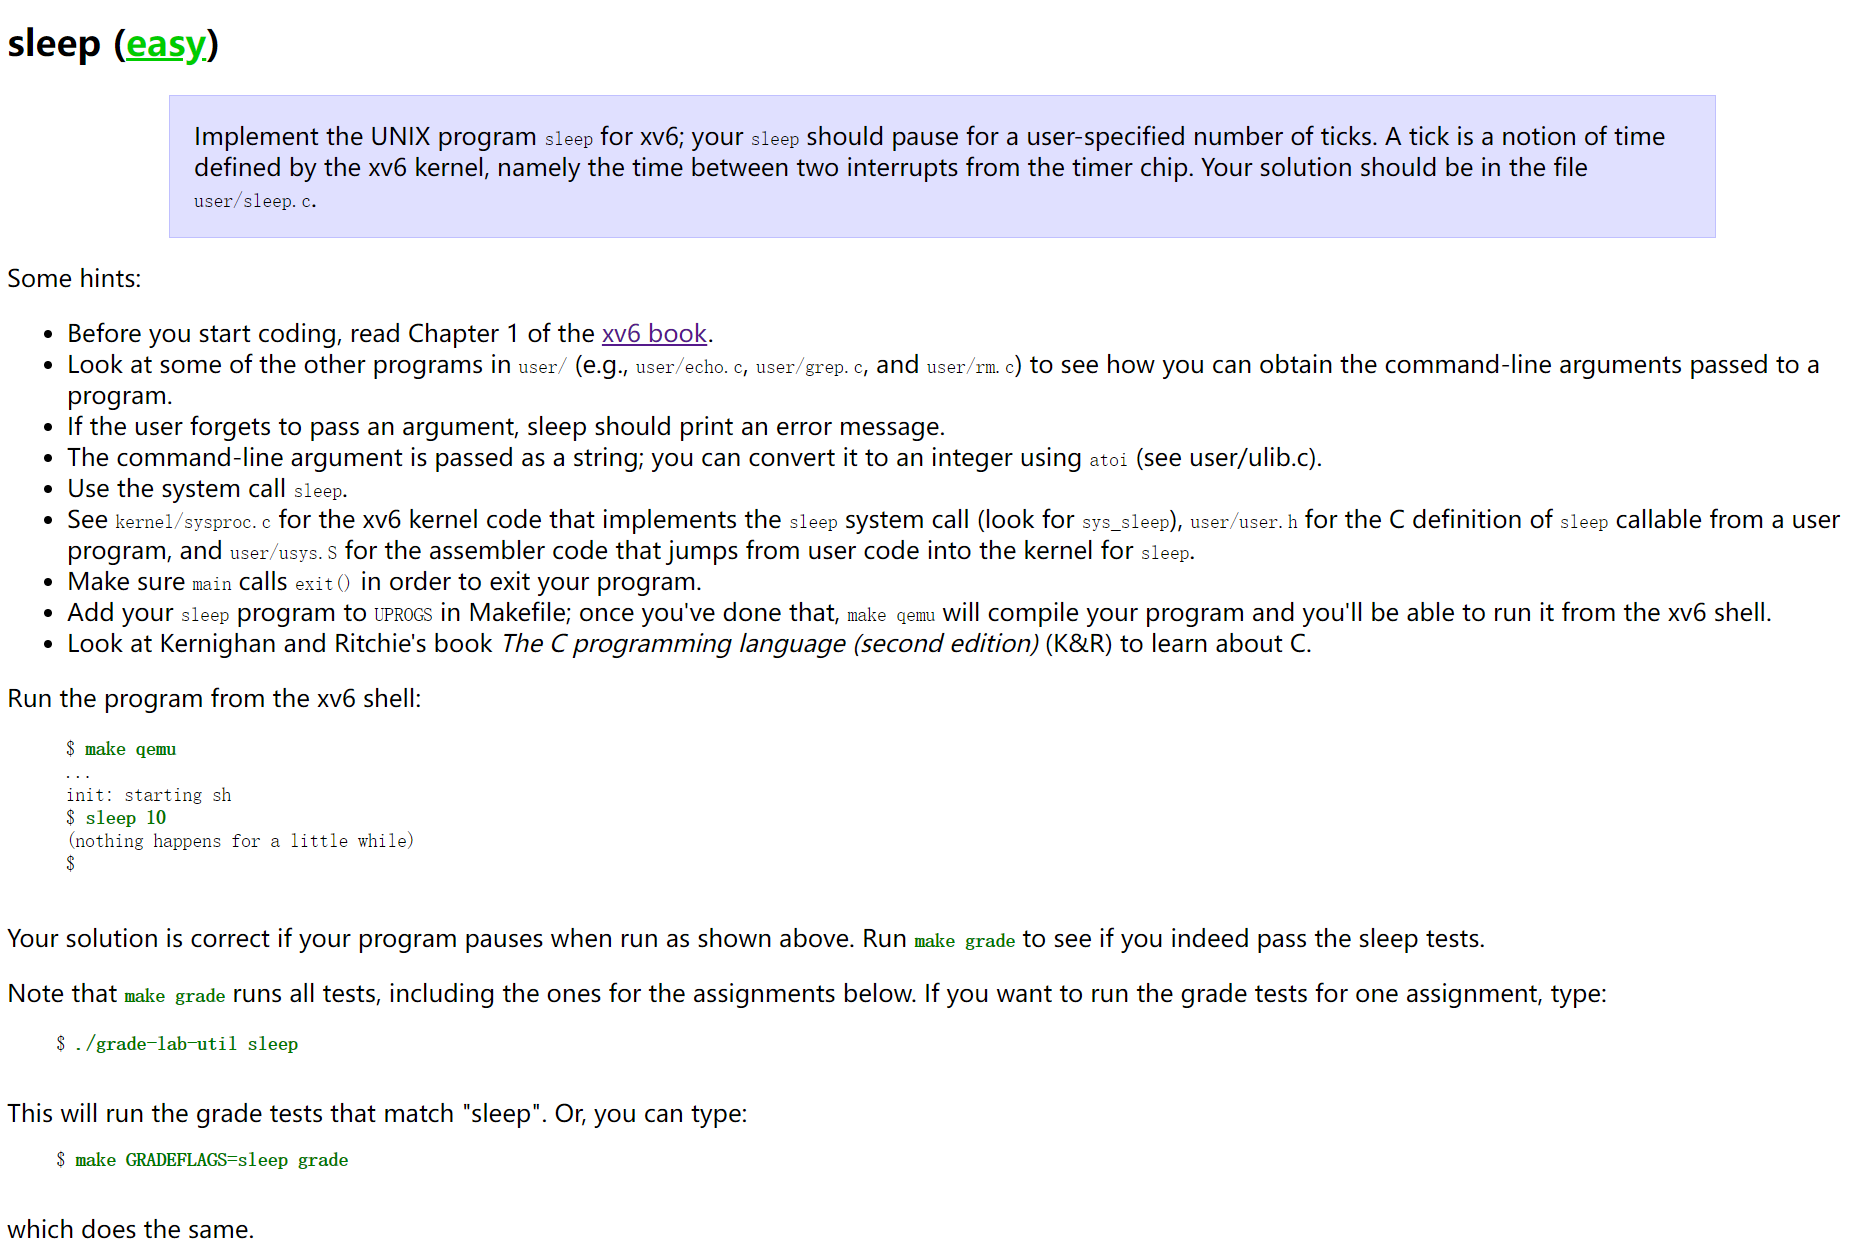 sleep (easy)
Implement the UNIX program sleep for xv6; your sleep should pause for a user-specified number of ticks. A tick is a notion of time
defined by the xv6 kernel, namely the time between two interrupts from the timer chip. Your solution should be in the file
user/sleep.c.
Some hints:
• Before you start coding, read Chapter 1 of the xv6 book.
• Look at some of the other programs in user/ (e.g., user/echo.c, user/grep.c, and user/rm.c) to see how you can obtain the command-line arguments passed to a
program.
• If the user forgets to pass an argument, sleep should print an error message.
• The command-line argument is passed as a string; you can convert it to an integer using atoi (see user/ulib.c).
• Use the system call sleep.
• See kernel/sysproc.c for the xv6 kernel code that implements the sleep system call (look for sys_sleep), user/user.h for the C definition of sleep callable from a user
program, and user/usys.S for the assembler code that jumps from user code into the kernel for sleep.
• Make sure main calls exit() in order to exit your program.
• Add your sleep program to UPROGS in Makefile; once you've done that, make qemu will compile your program and you'll be able to run it from the xv6 shell.
• Look at Kernighan and Ritchie's book The C programming language (second edition) (K&R) to learn about C.
Run the program from the xv6 shell:
$ make qemu
...
init: starting sh
$ sleep 10
(nothing happens for a little while)
$
Your solution is correct if your program pauses when run as shown above. Run make grade to see if you indeed pass the sleep tests.
Note that make grade runs all tests, including the ones for the assignments below. If you want to run the grade tests for one assignment, type:
$ ./grade-lab-util sleep
This will run the grade tests that match "sleep". Or, you can type:
$ make GRADEFLAGS=sleep grade
which does the same.